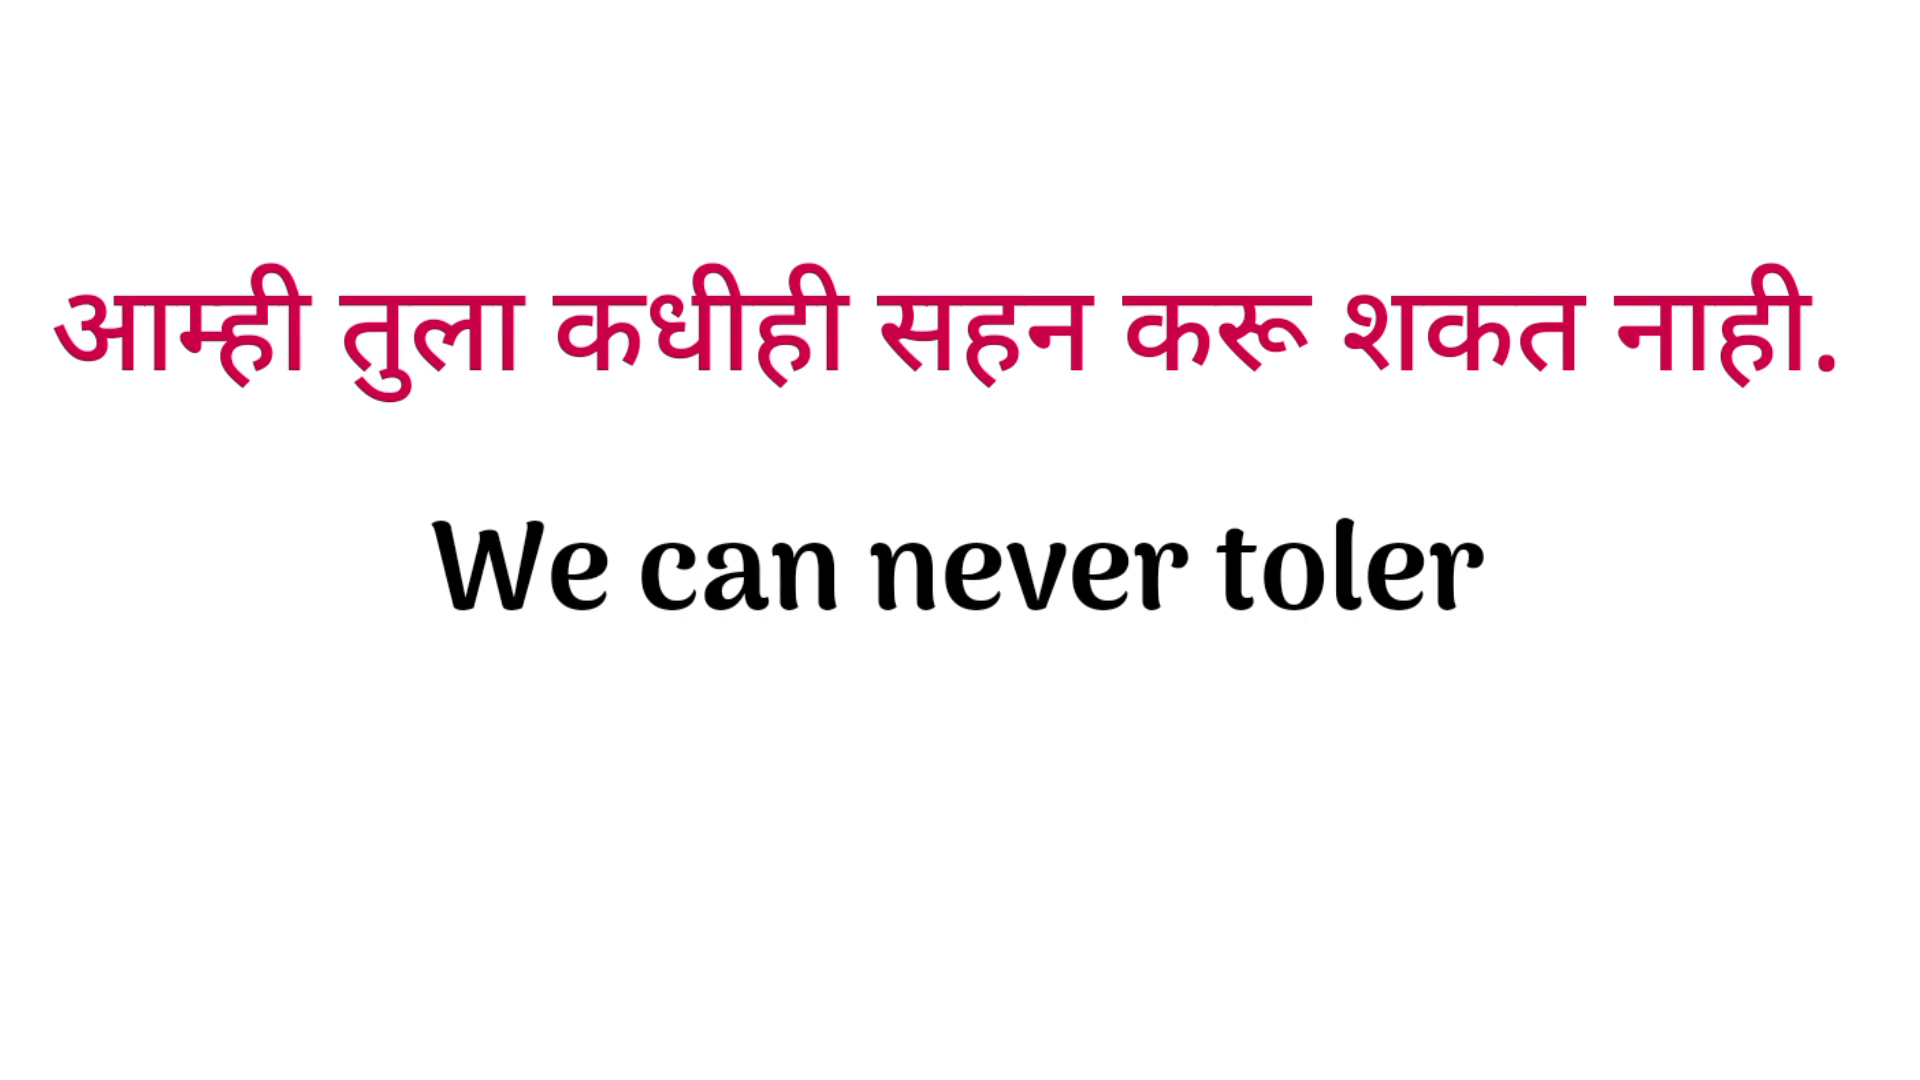 आम्ही तुला कधीही सहन करू शकत नाही.
We can never toler